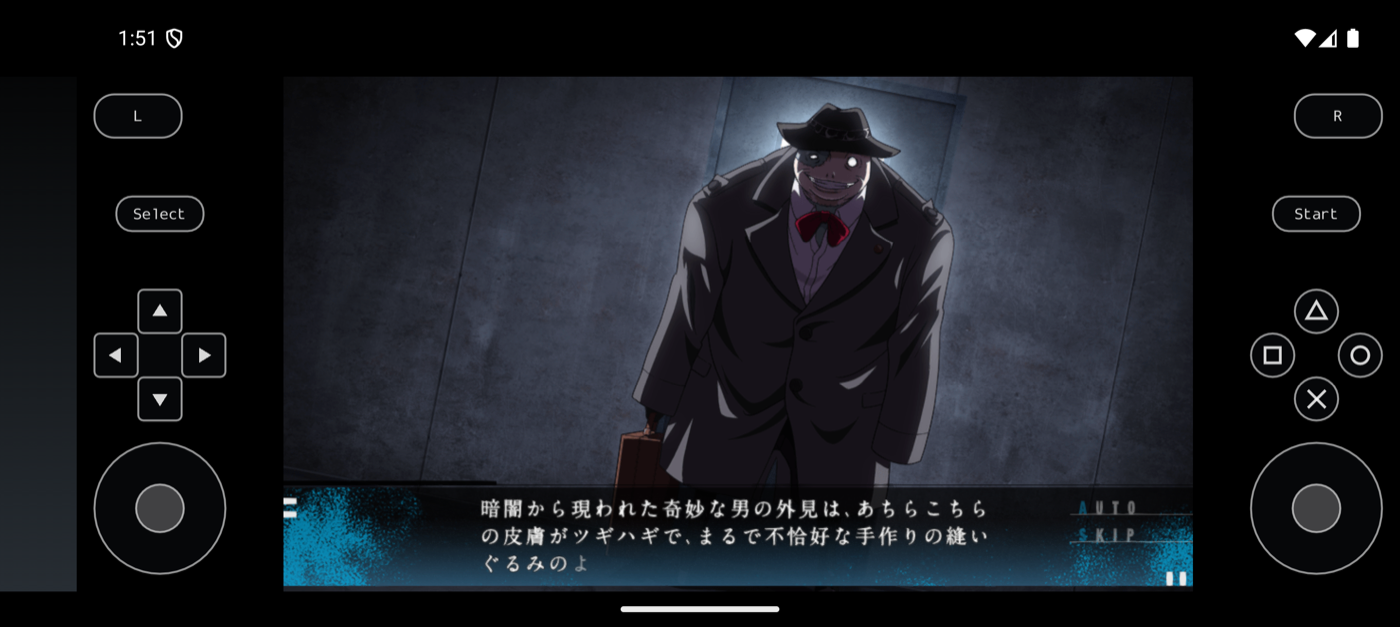 1:51
L
R
Select
Start
暗闇から現われた奇妙な男の外見は、あちらこちら
の皮膚がツギハギで、まるで不恰好な手作りの縫い
ぐるみのよ
AUTO
SKIP